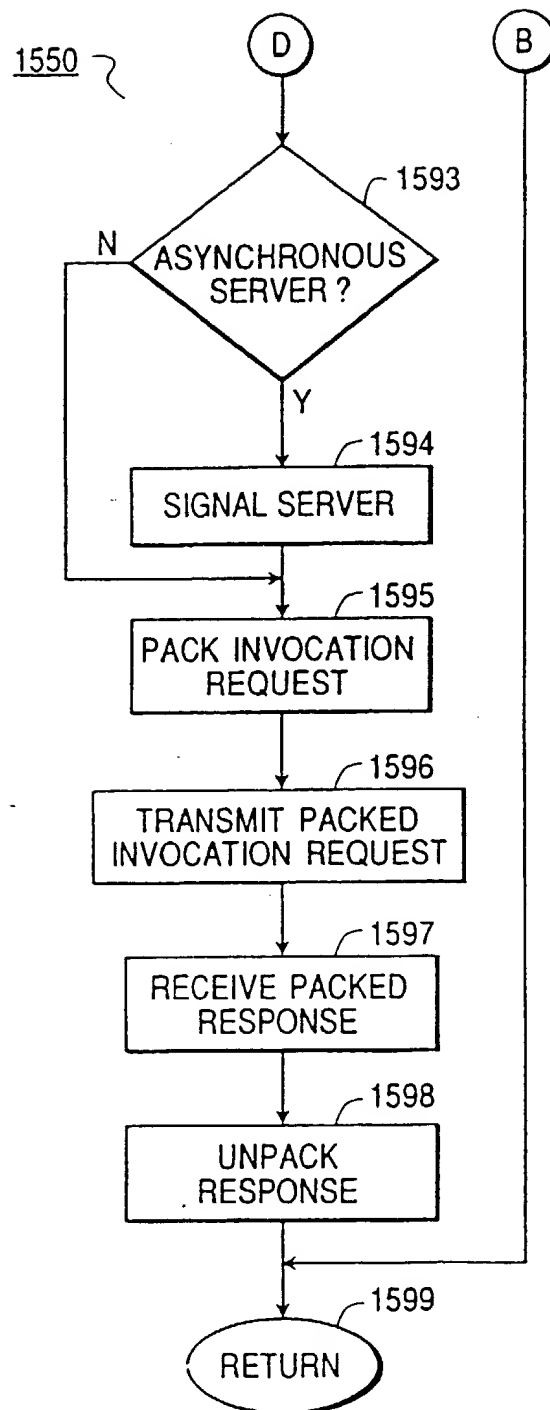 D
B
1550
1593
N
ASYNCHRONOUS
SERVER?
Y
1594
SIGNAL SERVER
1595
PACK INVOCATION
REQUEST
1596
TRANSMIT PACKED
INVOCATION REQUEST
1597
RECEIVE PACKED
RESPONSE
1598
UNPACK
RESPONSE
1599
RETURN